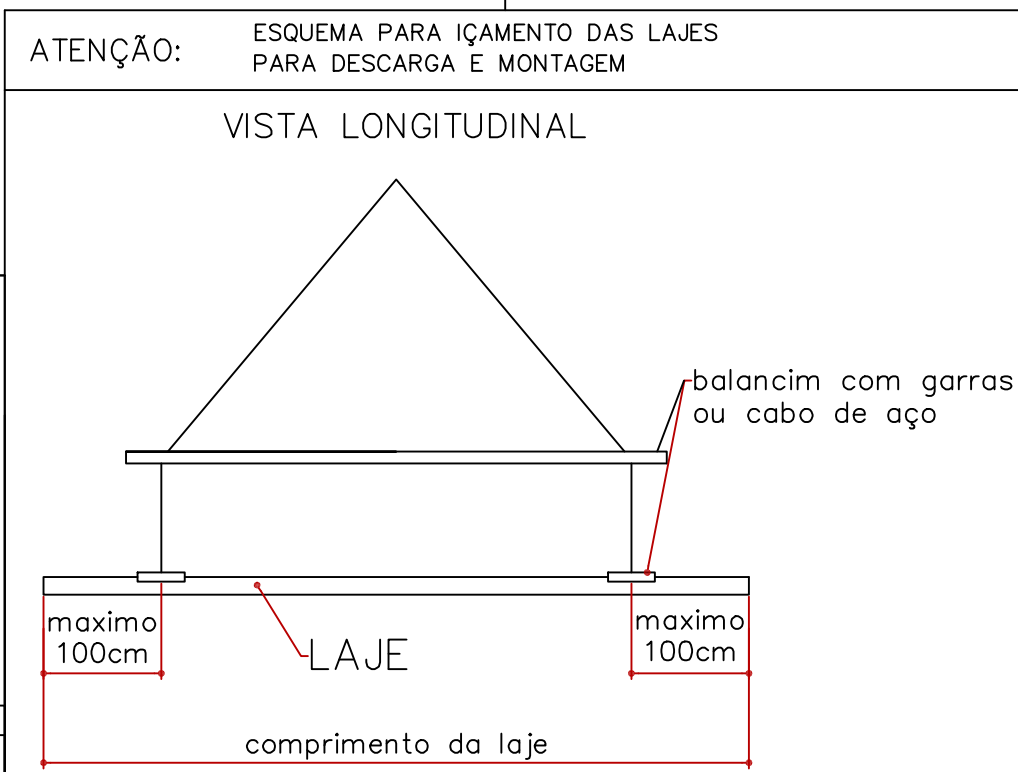 ATENÇÃO:
ESQUEMA PARA IÇAMENTO DAS LAJES
PARA DESCARGA E MONTAGEM
VISTA LONGITUDINAL
balancim com garras
ou cabo de aço
maximo
100cm
LAJE
maximo
100cm
comprimento da laje